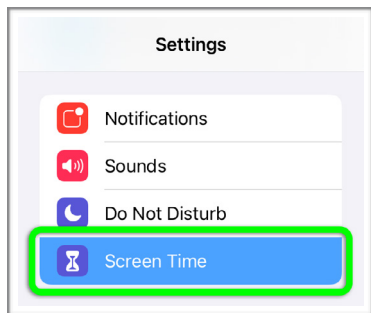 Settings
Notifications
Sounds
Do Not Disturb
Screen Time